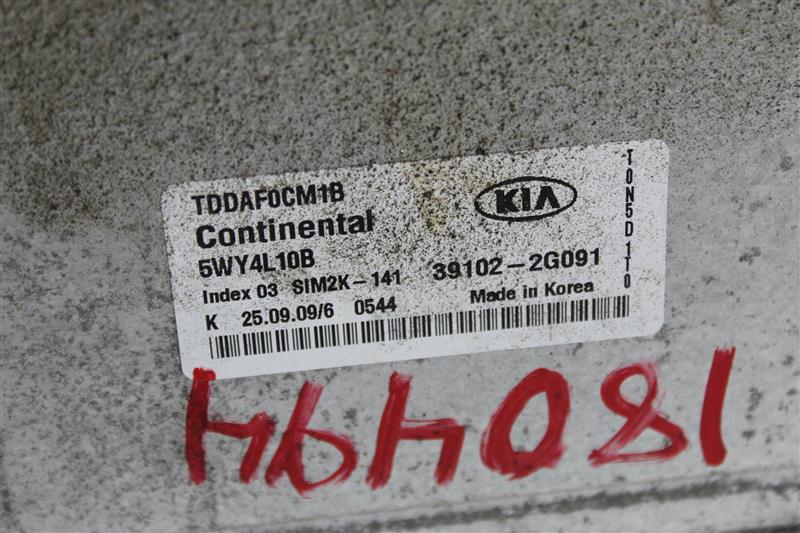 TDDAF0CM1B
Continental
5WY4L10B
Index 03 SIM2K-141
K 25.09.09/6 0544
KIA
39102-2G091
Made in Korea
T0N5D1T0
180494